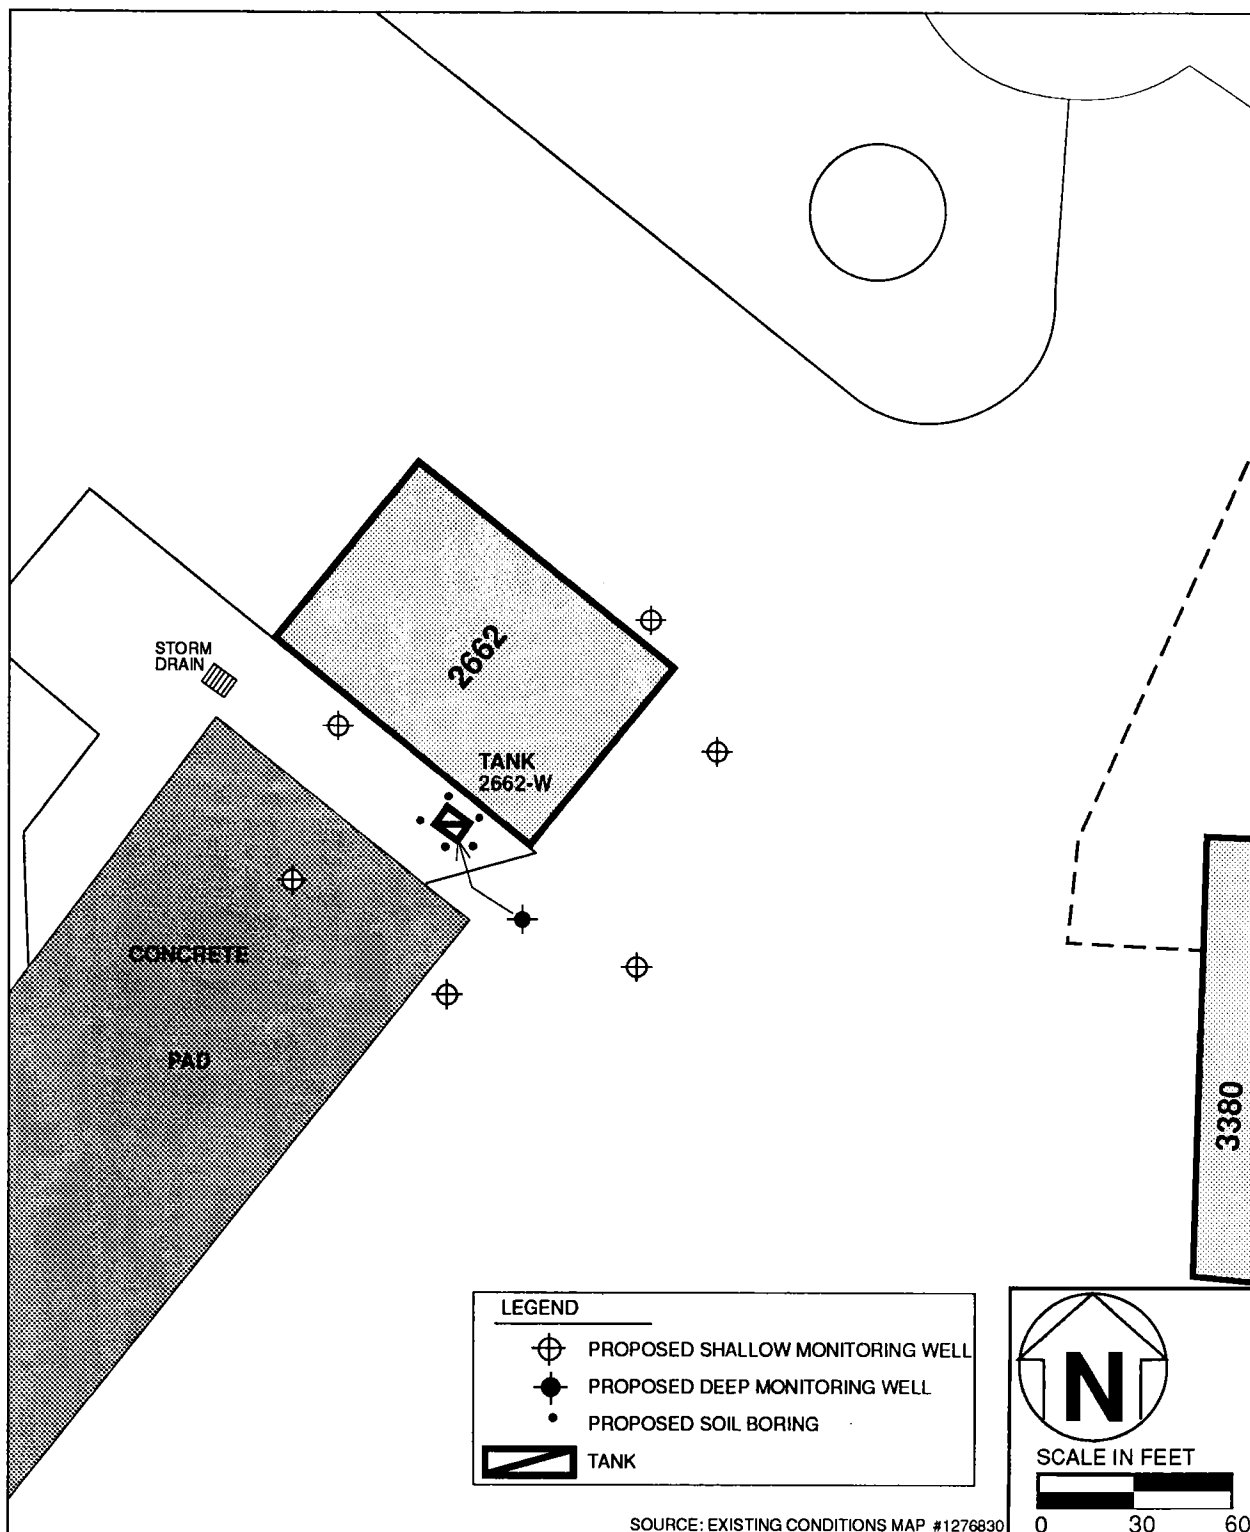 2662
STORM
DRAIN
TANK
2662-W
CONCRETE
PAD
3380
LEGEND
PROPOSED SHALLOW MONITORING WELL
PROPOSED DEEP MONITORING WELL
PROPOSED SOIL BORING
TANK
N
SCALE IN FEET
0 30 60
SOURCE: EXISTING CONDITIONS MAP #1276830